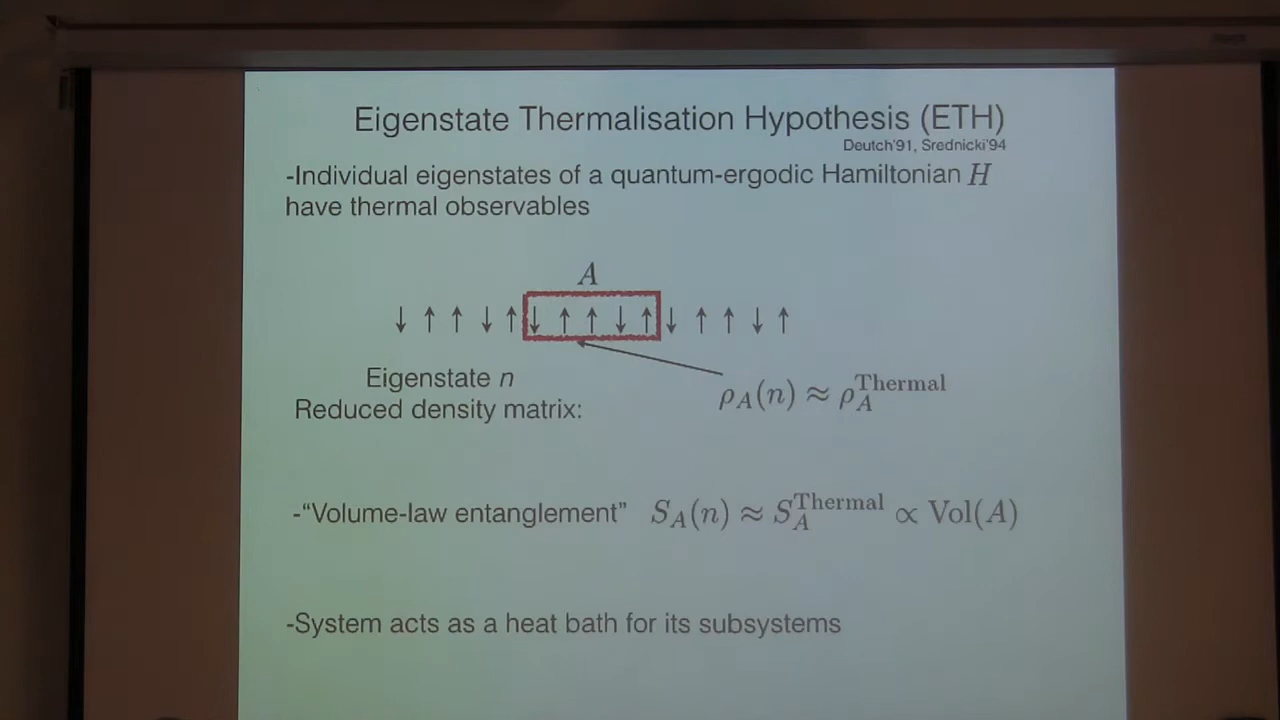 Eigenstate Thermalisation Hypothesis (ETH)
Deutch'91, Srednicki'94
-Individual eigenstates of a quantum-ergodic Hamiltonian H
have thermal observables
A
↓ ↑ ↑ ↓ ↑ ↓ ↑ ↑ ↓ ↑ ↓ ↑ ↑ ↓ ↑
Eigenstate n
Reduced density matrix:
ρ_A(n) ≈ ρ_A^Thermal
-“Volume-law entanglement” S_A(n) ≈ S_A^Thermal ∝ Vol(A)
-System acts as a heat bath for its subsystems